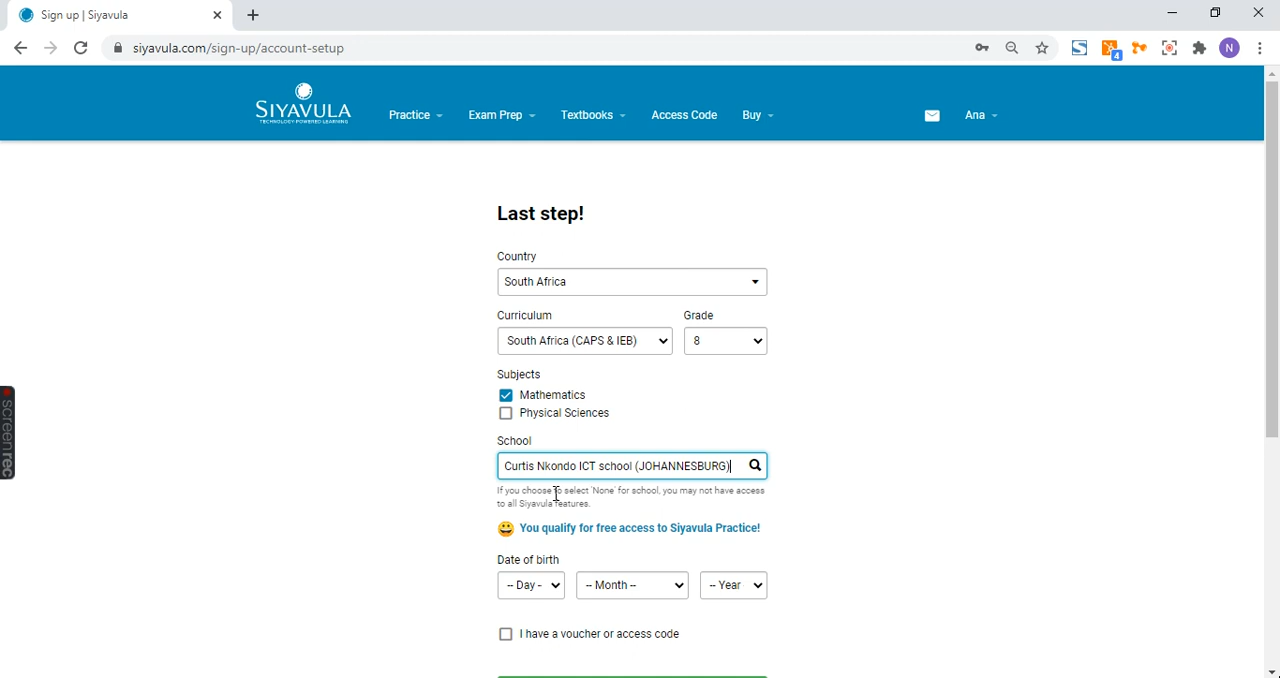 Sign up | Siyavula
siyavula.com/sign-up/account-setup
4
N
SIYAVULA
TECHNOLOGY-POWERED LEARNING
Practice
Exam Prep
Textbooks
Access Code
Buy
Ana
Last step!
Country
South Africa
Curriculum
Grade
South Africa (CAPS & IEB)
8
Subjects
Mathematics
Physical Sciences
School
Curtis Nkondo ICT school (JOHANNESBURG)
If you choose to select 'None' for school, you may not have access
to all Siyavula features.
You qualify for free access to Siyavula Practice!
Date of birth
-- Day -
-- Month --
-- Year
I have a voucher or access code
screenrec